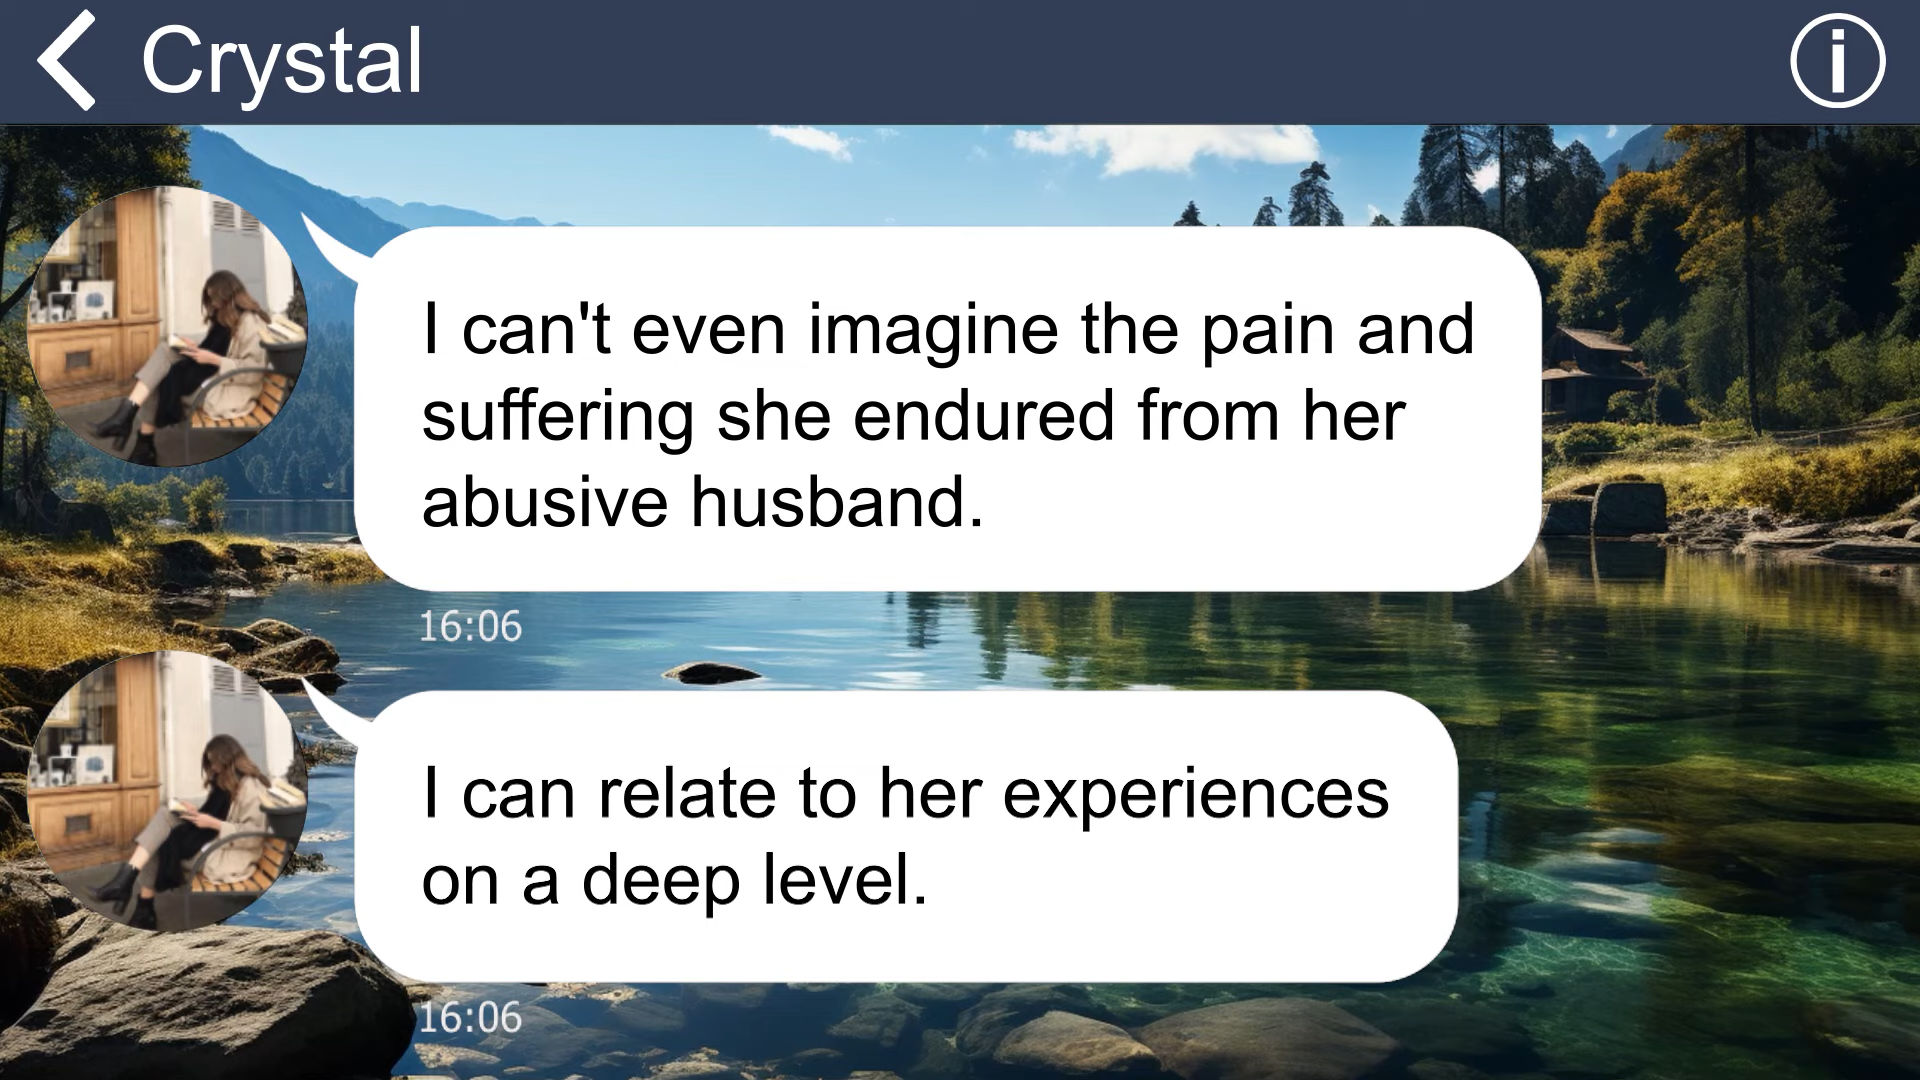 Crystal
I can't even imagine the pain and
suffering she endured from her
abusive husband.
16:06
I can relate to her experiences
on a deep level.
16:06